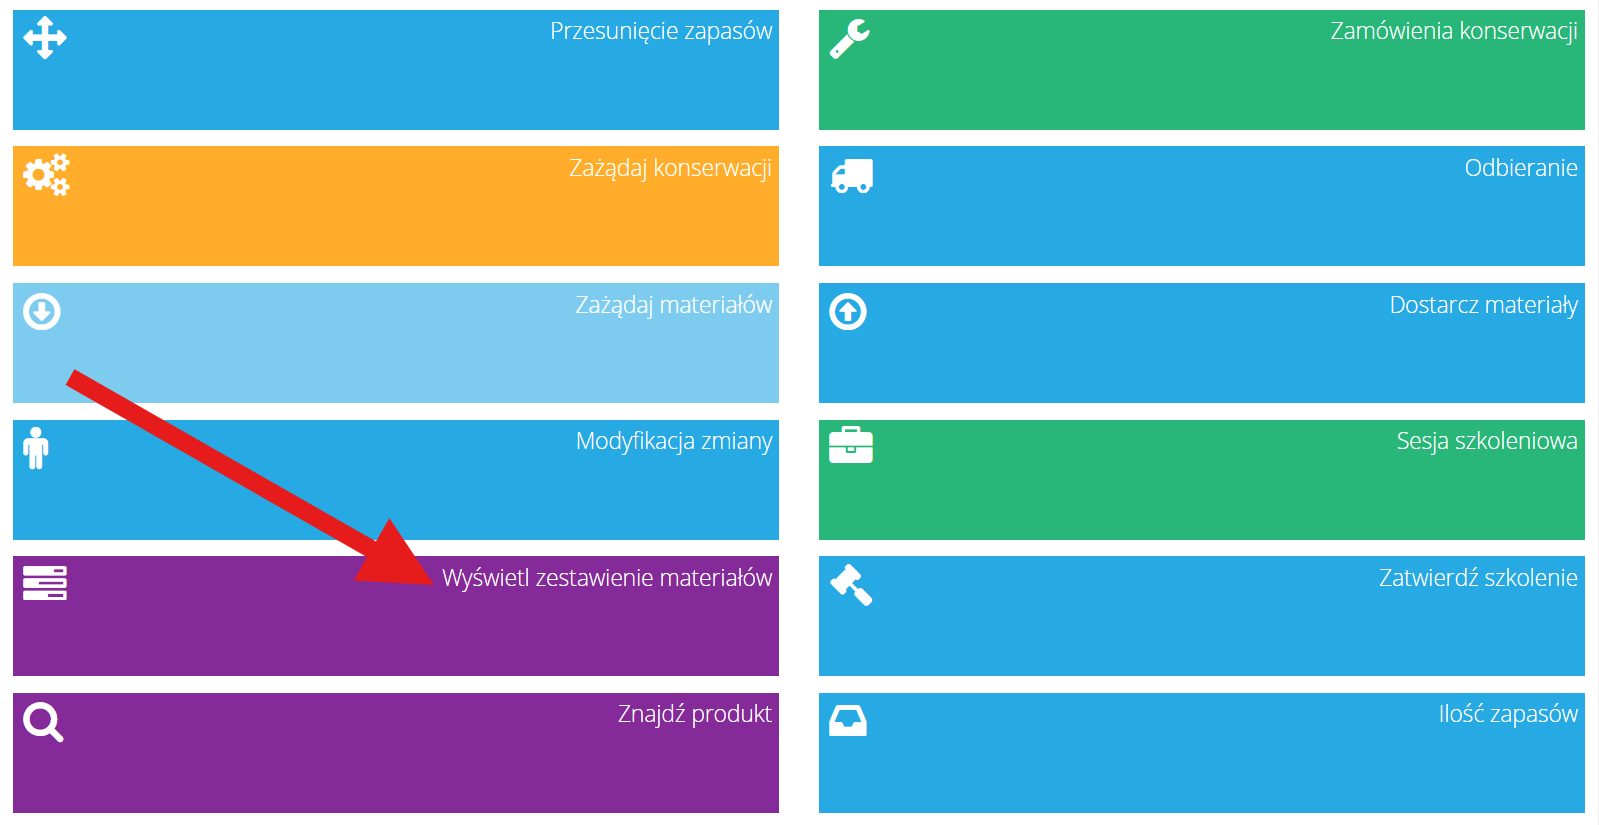 Przesunięcie zapasów
Zamówienia konserwacji
Zażądaj konserwacji
Odbieranie
Zażądaj materiałów
Dostarcz materiały
Modyfikacja zmiany
Sesja szkoleniowa
Wyświetl zestawienie materiałów
Zatwierdź szkolenie
Znajdź produkt
Ilość zapasów